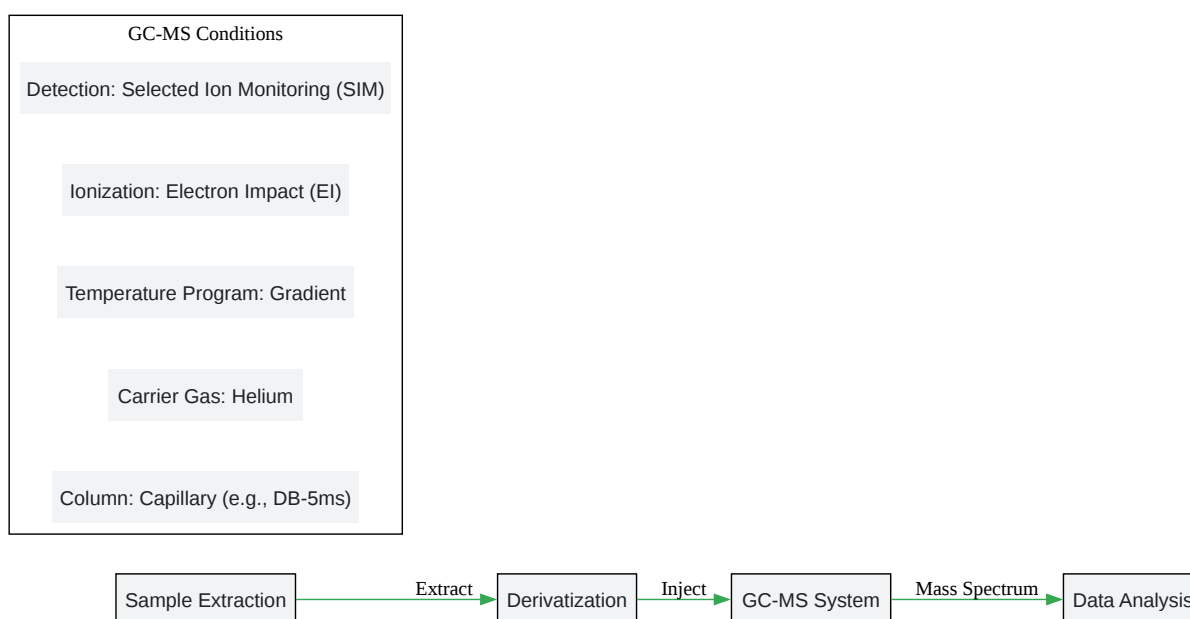 GC-MS Conditions
Detection: Selected Ion Monitoring (SIM)
Ionization: Electron Impact (EI)
Temperature Program: Gradient
Carrier Gas: Helium
Column: Capillary (e.g., DB-5ms)
Sample Extraction
Extract
Derivatization
Inject
GC-MS System
Mass Spectrum
Data Analysis